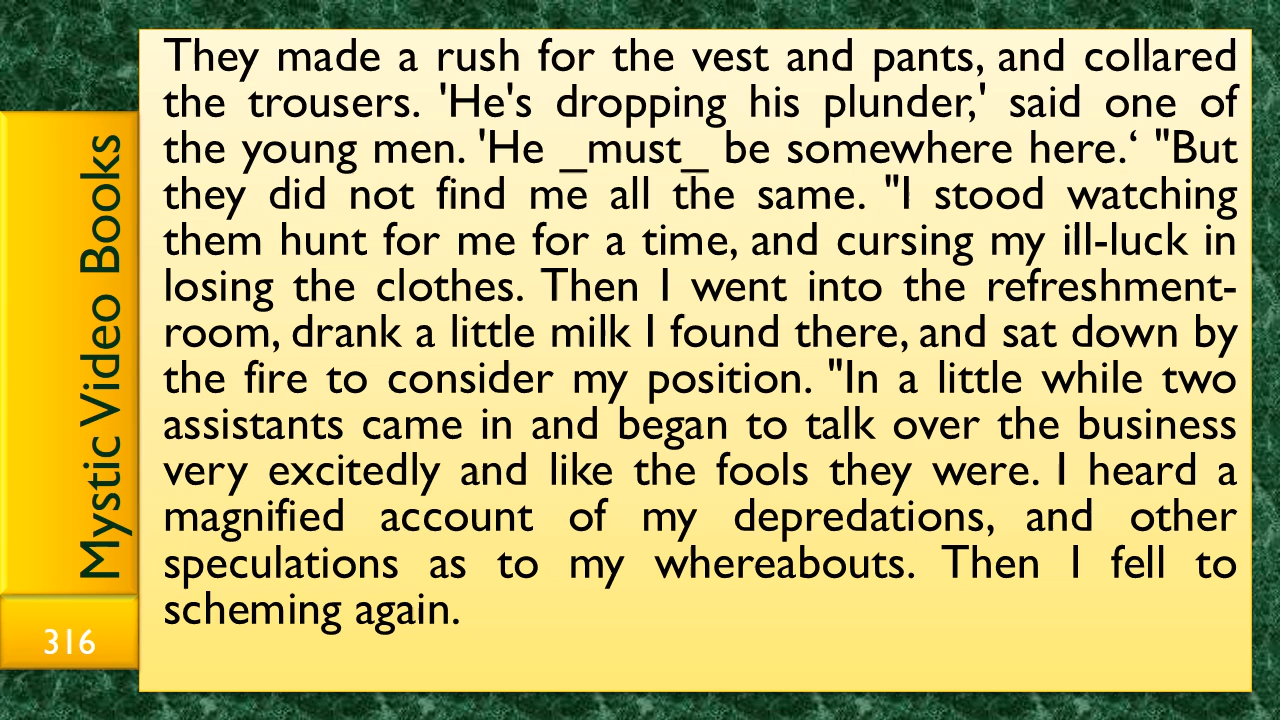 They made a rush for the vest and pants, and collared
the trousers. 'He's dropping his plunder,' said one of
the young men. 'He _must_ be somewhere here.‘ "But
they did not find me all the same. "I stood watching
them hunt for me for a time, and cursing my ill-luck in
losing the clothes. Then I went into the refreshment-
room, drank a little milk I found there, and sat down by
the fire to consider my position. "In a little while two
assistants came in and began to talk over the business
very excitedly and like the fools they were. I heard a
magnified account of my depredations, and other
speculations as to my whereabouts. Then I fell to
scheming again.
Mystic Video Books
316